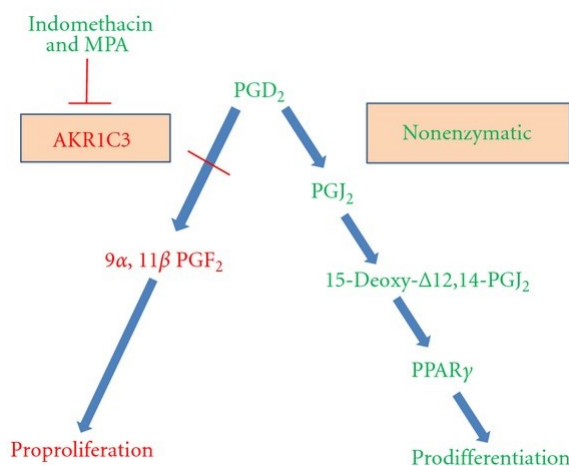 Indomethacin
and MPA
PGD₂
AKR1C3
Nonenzymatic
PGJ₂
9α, 11β PGF₂
15-Deoxy-Δ12,14-PGJ₂
PPARγ
Proproliferation
Prodifferentiation